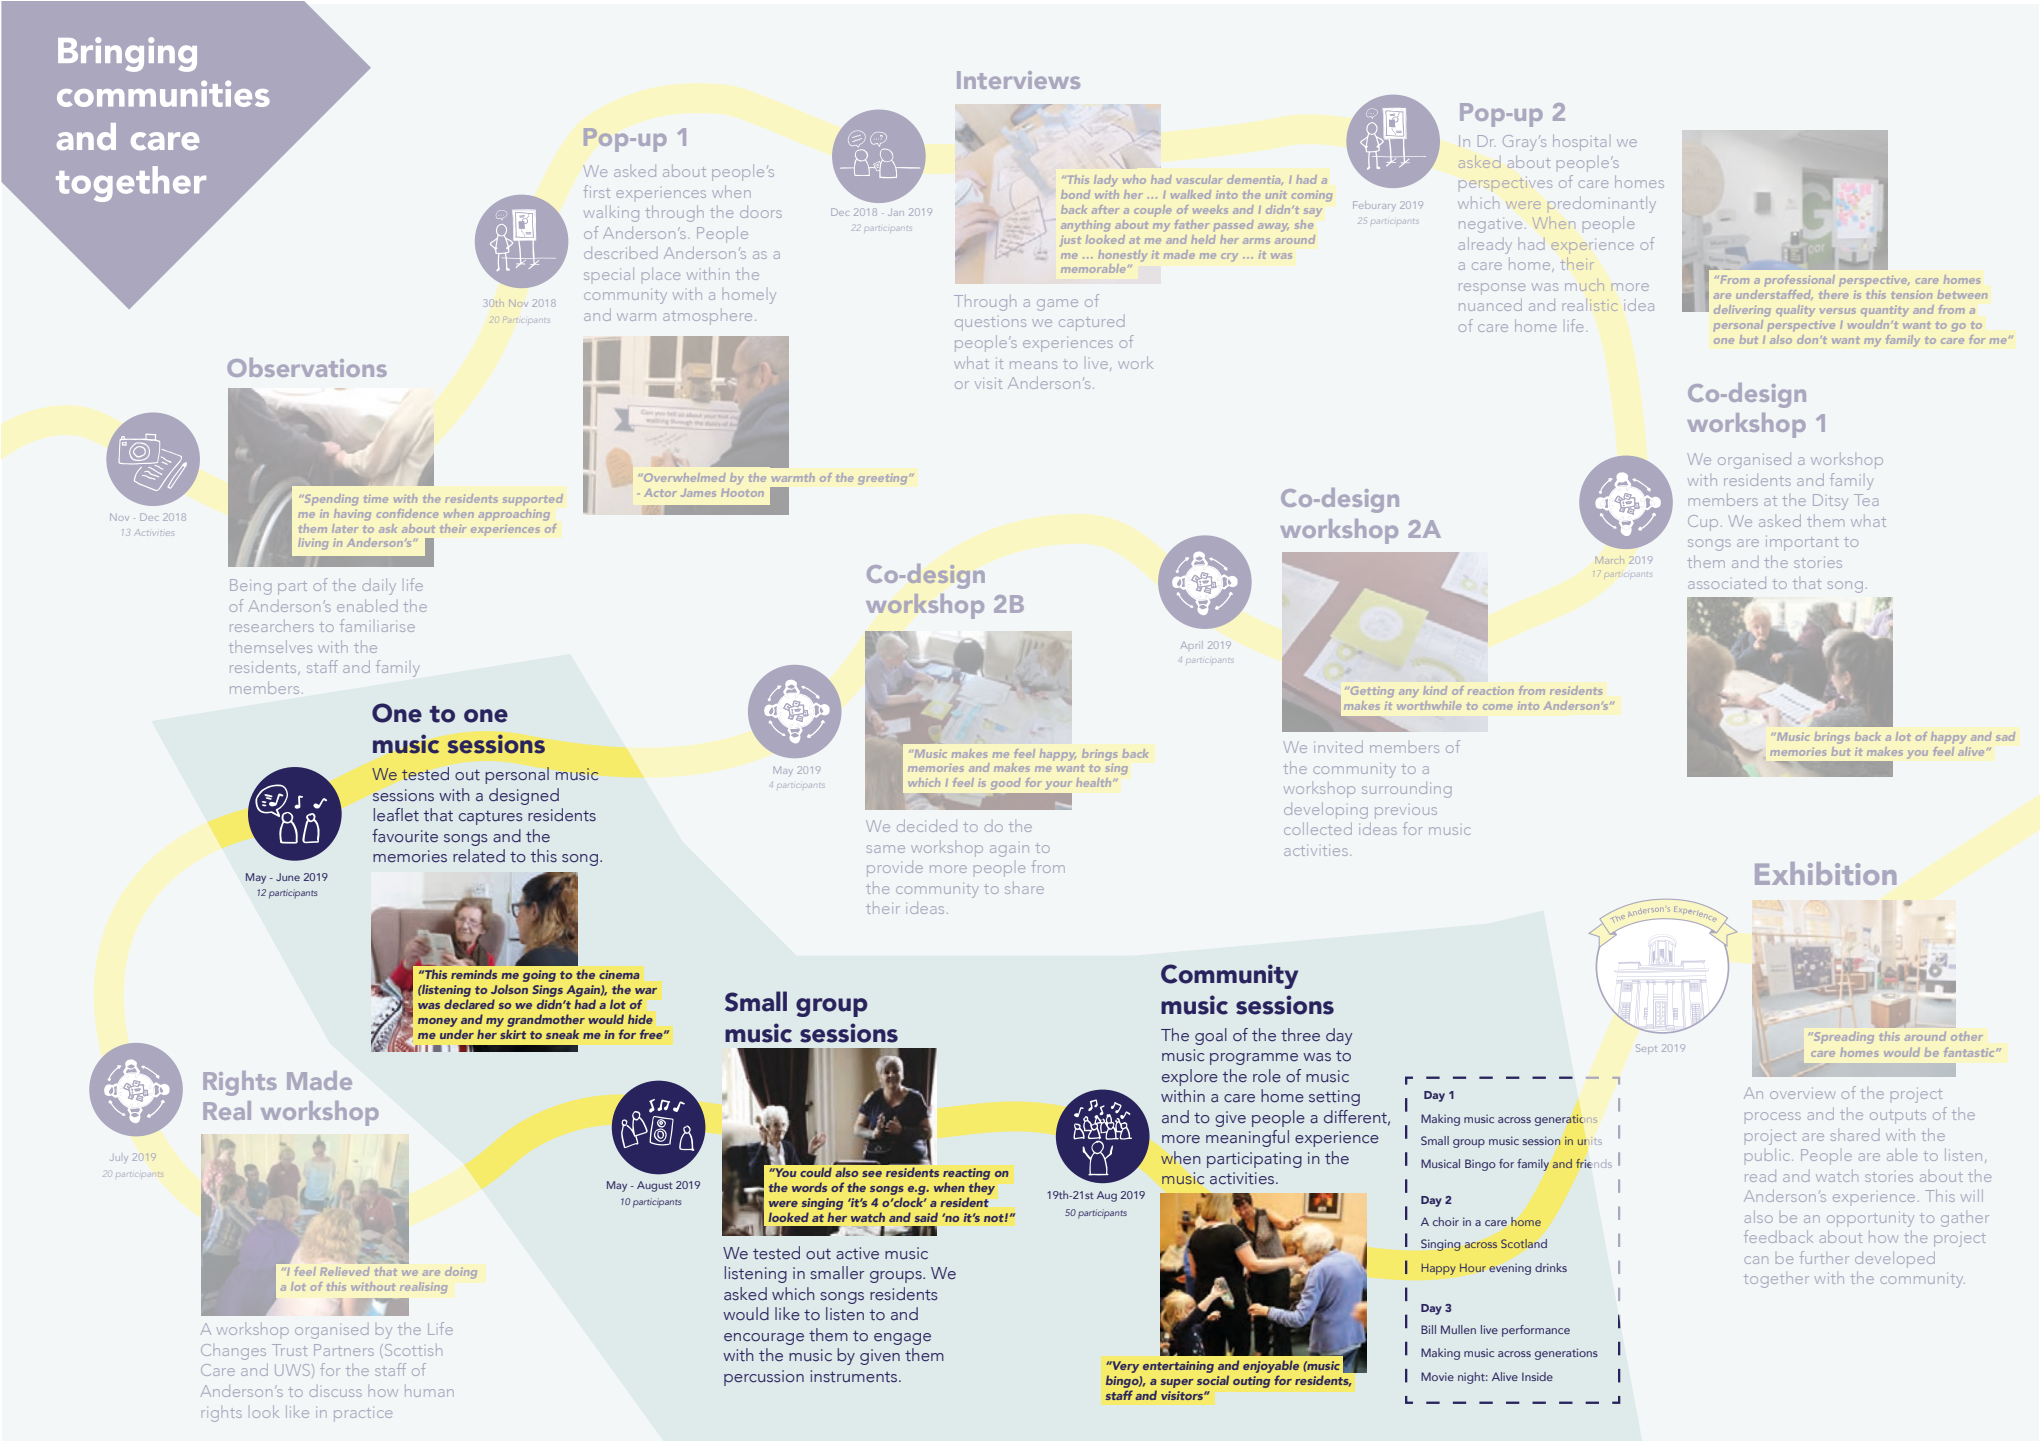 Bringing
communities
and care
together
Observations
Nov - Dec 2018
13 Activities
"Spending time with the residents supported
me in having confidence when approaching
them later to ask about their experiences of
living in Anderson's"
Being part of the daily life
of Anderson's enabled the
researchers to familiarise
themselves with the
residents, staff and family
members.
Pop-up 1
We asked about people's
first experiences when
walking through the doors
of Anderson's. People
described Anderson's as a
special place within the
community with a homely
and warm atmosphere.
30th Nov 2018
20 Participants
"Overwhelmed by the warmth of the greeting"
- Actor James Hooton
Interviews
Dec 2018 - Jan 2019
22 participants
"This lady who had vascular dementia, I had a
bond with her ... I walked into the unit coming
back after a couple of weeks and I didn't say
anything about my father passed away, she
just looked at me and held her arms around
me ... honestly it made me cry ... it was
memorable"
Through a game of
questions we captured
people's experiences of
what it means to live, work
or visit Anderson's.
Pop-up 2
Feburary 2019
25 participants
In Dr. Gray's hospital we
asked about people's
perspectives of care homes
which were predominantly
negative. When people
already had experience of
a care home, their
response was much more
nuanced and realistic idea
of care home life.
"From a professional perspective, care homes
are understaffed, there is this tension between
delivering quality versus quantity and from a
personal perspective I wouldn't want to go to
one but I also don't want my family to care for me"
Co-design
workshop 1
March 2019
17 participants
We organised a workshop
with residents and family
members at the Ditsy Tea
Cup. We asked them what
songs are important to
them and the stories
associated to that song.
"Music brings back a lot of happy and sad
memories but it makes you feel alive"
Co-design
workshop 2A
April 2019
4 participants
"Getting any kind of reaction from residents
makes it worthwhile to come into Anderson's"
We invited members of
the community to a
workshop surrounding
developing previous
collected ideas for music
activities.
Co-design
workshop 2B
May 2019
4 participants
"Music makes me feel happy, brings back
memories and makes me want to sing
which I feel is good for your health"
We decided to do the
same workshop again to
provide more people from
the community to share
their ideas.
One to one
music sessions
We tested out personal music
sessions with a designed
leaflet that captures residents
favourite songs and the
memories related to this song.
May - June 2019
12 participants
"This reminds me going to the cinema
(listening to Jolson Sings Again), the war
was declared so we didn't had a lot of
money and my grandmother would hide
me under her skirt to sneak me in for free"
Rights Made
Real workshop
July 2019
20 participants
"I feel Relieved that we are doing
a lot of this without realising
A workshop organised by the Life
Changes Trust Partners (Scottish
Care and UWS) for the staff of
Anderson's to discuss how human
rights look like in practice
Small group
music sessions
May - August 2019
10 participants
"You could also see residents reacting on
the words of the songs e.g. when they
were singing 'it's 4 o'clock' a resident
looked at her watch and said 'no it's not!"
We tested out active music
listening in smaller groups. We
asked which songs residents
would like to listen to and
encourage them to engage
with the music by given them
percussion instruments.
Community
music sessions
The goal of the three day
music programme was to
explore the role of music
within a care home setting
and to give people a different,
more meaningful experience
when participating in the
music activities.
19th-21st Aug 2019
50 participants
"Very entertaining and enjoyable (music
bingo), a super social outing for residents,
staff and visitors"
Day 1
Making music across generations
Small group music session in units
Musical Bingo for family and friends
Day 2
A choir in a care home
Singing across Scotland
Happy Hour evening drinks
Day 3
Bill Mullen live performance
Making music across generations
Movie night: Alive Inside
Exhibition
The Anderson's Experience
Sept 2019
"Spreading this around other
care homes would be fantastic"
An overview of the project
process and the outputs of the
project are shared with the
public. People are able to listen,
read and watch stories about the
Anderson's experience. This will
also be an opportunity to gather
feedback about how the project
can be further developed
together with the community.